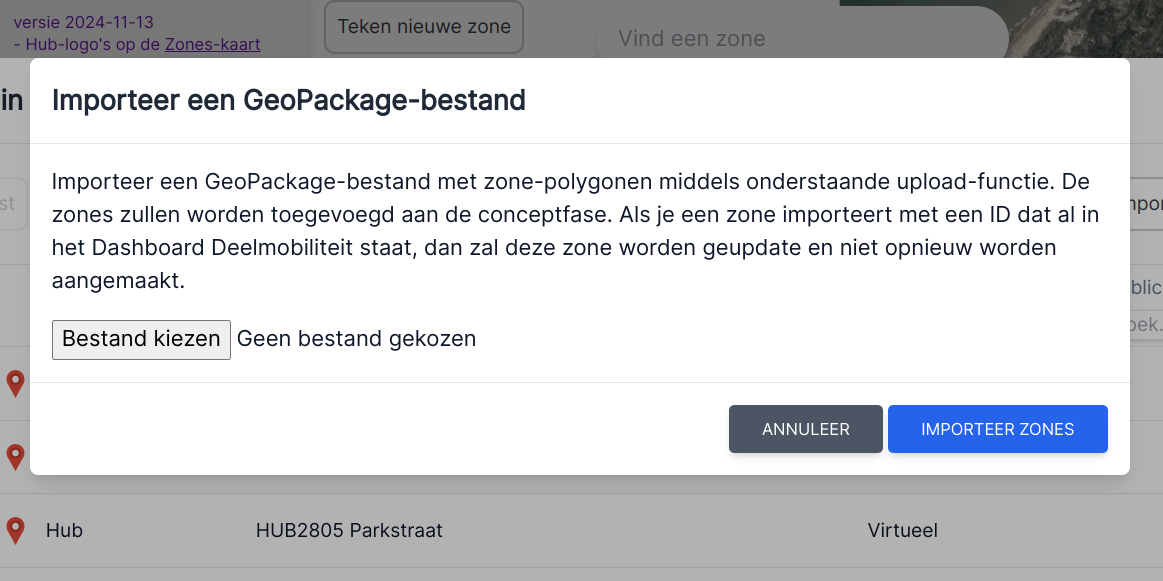 versie 2024-11-13
- Hub-logo's op de Zones-kaart
Teken nieuwe zone
Vind een zone
in
Importeer een GeoPackage-bestand
Importeer een GeoPackage-bestand met zone-polygonen middels onderstaande upload-functie. De
zones zullen worden toegevoegd aan de conceptfase. Als je een zone importeert met een ID dat al in
het Dashboard Deelmobiliteit staat, dan zal deze zone worden geupdate en niet opnieuw worden
aangemaakt.
Bestand kiezen Geen bestand gekozen
ANNULEER
IMPORTEER ZONES
Hub HUB2805 Parkstraat Virtueel